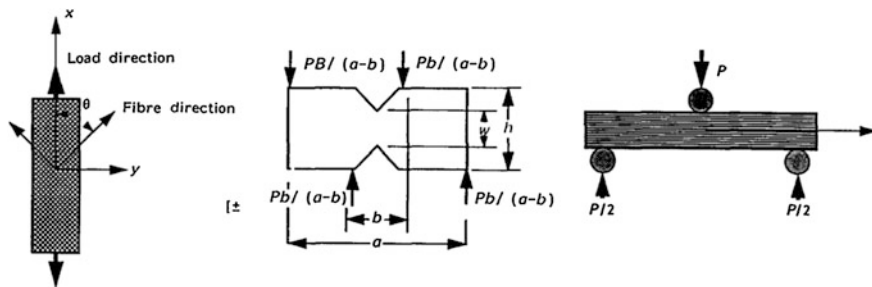 x
Load direction
θ
Fibre direction
y
[±
PB/ (a-b) Pb/ (a-b)
w
h
Pb/ (a-b) Pb/ (a-b)
b
a
P
P/2 P/2